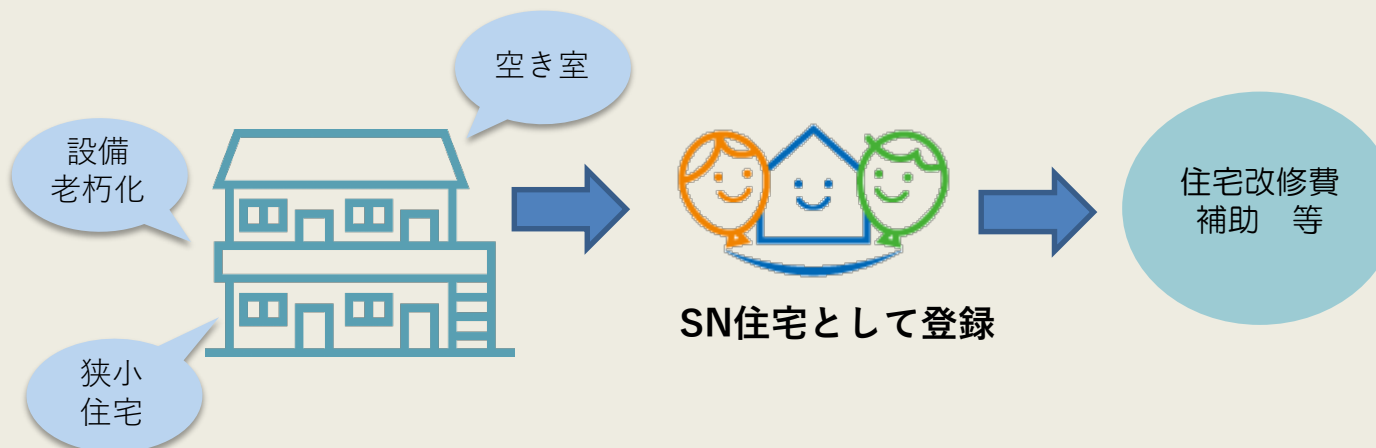 空き室
設備
老朽化
狭小
住宅
SN住宅として登録
住宅改修費
補助　等